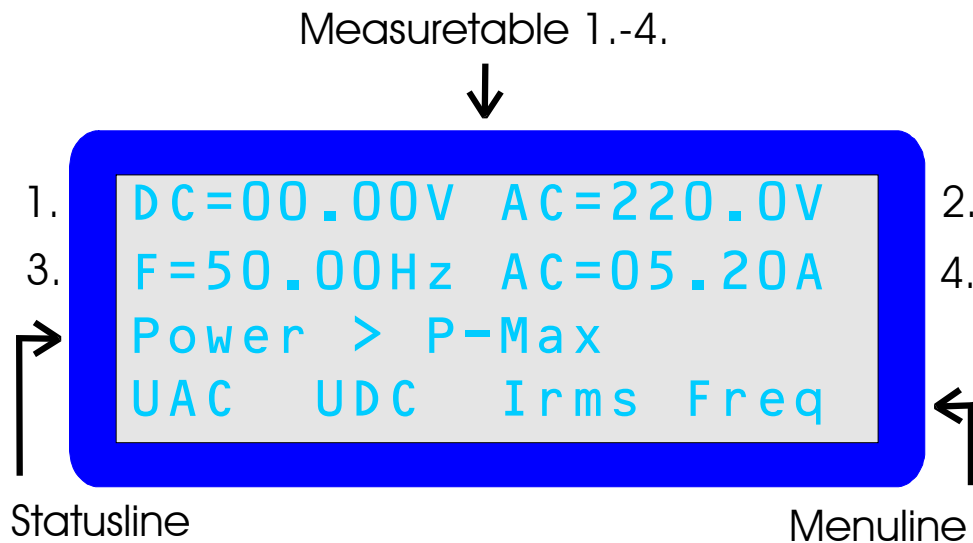 Measuretable 1.-4.
1. DC=00.00V AC=220.0V 2.
3. F=50.00Hz AC=05.20A 4.
Power > P-Max
UAC UDC Irms Freq
Statusline Menuline